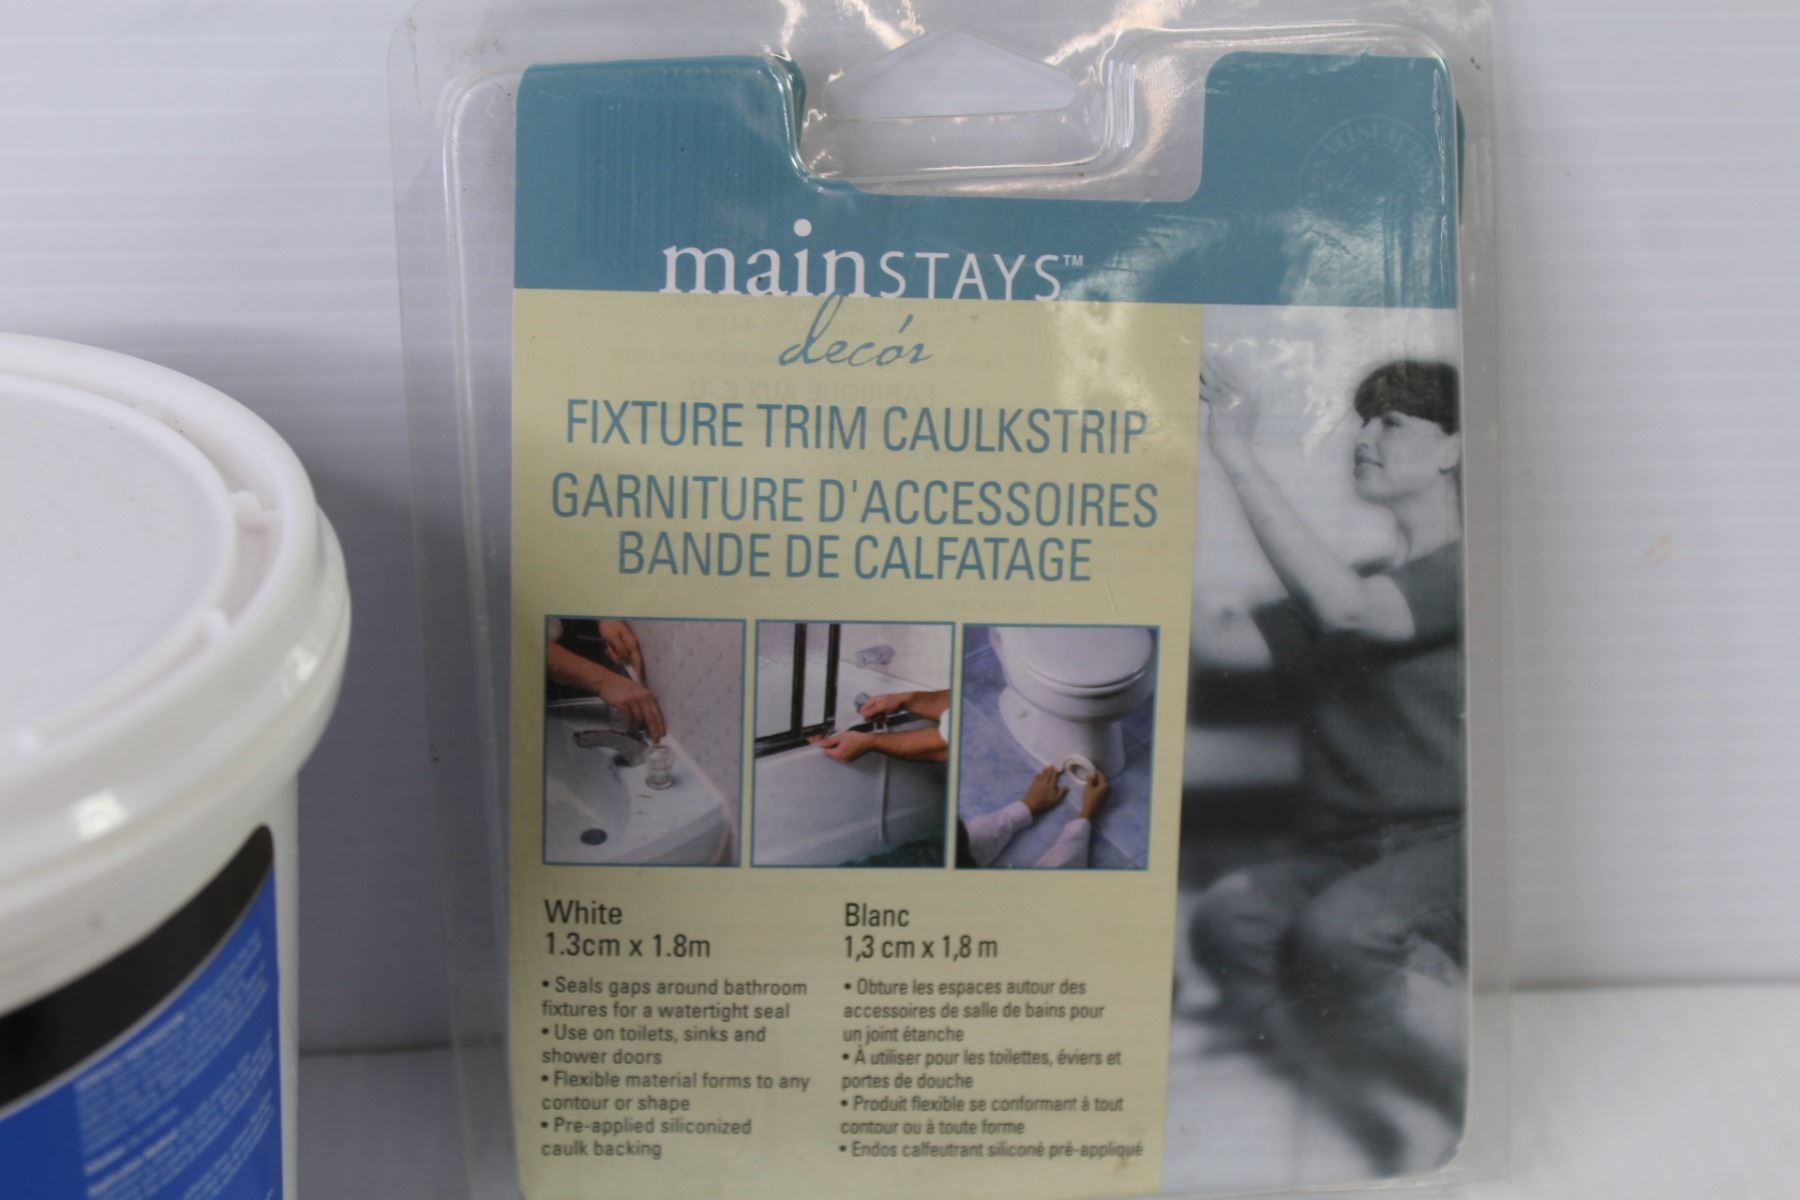 mainSTAYS™
decór
FIXTURE TRIM CAULKSTRIP
GARNITURE D'ACCESSOIRES
BANDE DE CALFATAGE
White
1.3cm x 1.8m
• Seals gaps around bathroom
fixtures for a watertight seal
• Use on toilets, sinks and
shower doors
• Flexible material forms to any
contour or shape
• Pre-applied siliconized
caulk backing
Blanc
1,3 cm x 1,8 m
• Obture les espaces autour des
accessoires de salle de bains pour
un joint étanche
• À utiliser pour les toilettes, éviers et
portes de douche
• Produit flexible se conformant à tout
contour ou à toute forme
• Endos calfeutrant siliconé pré-appliqué